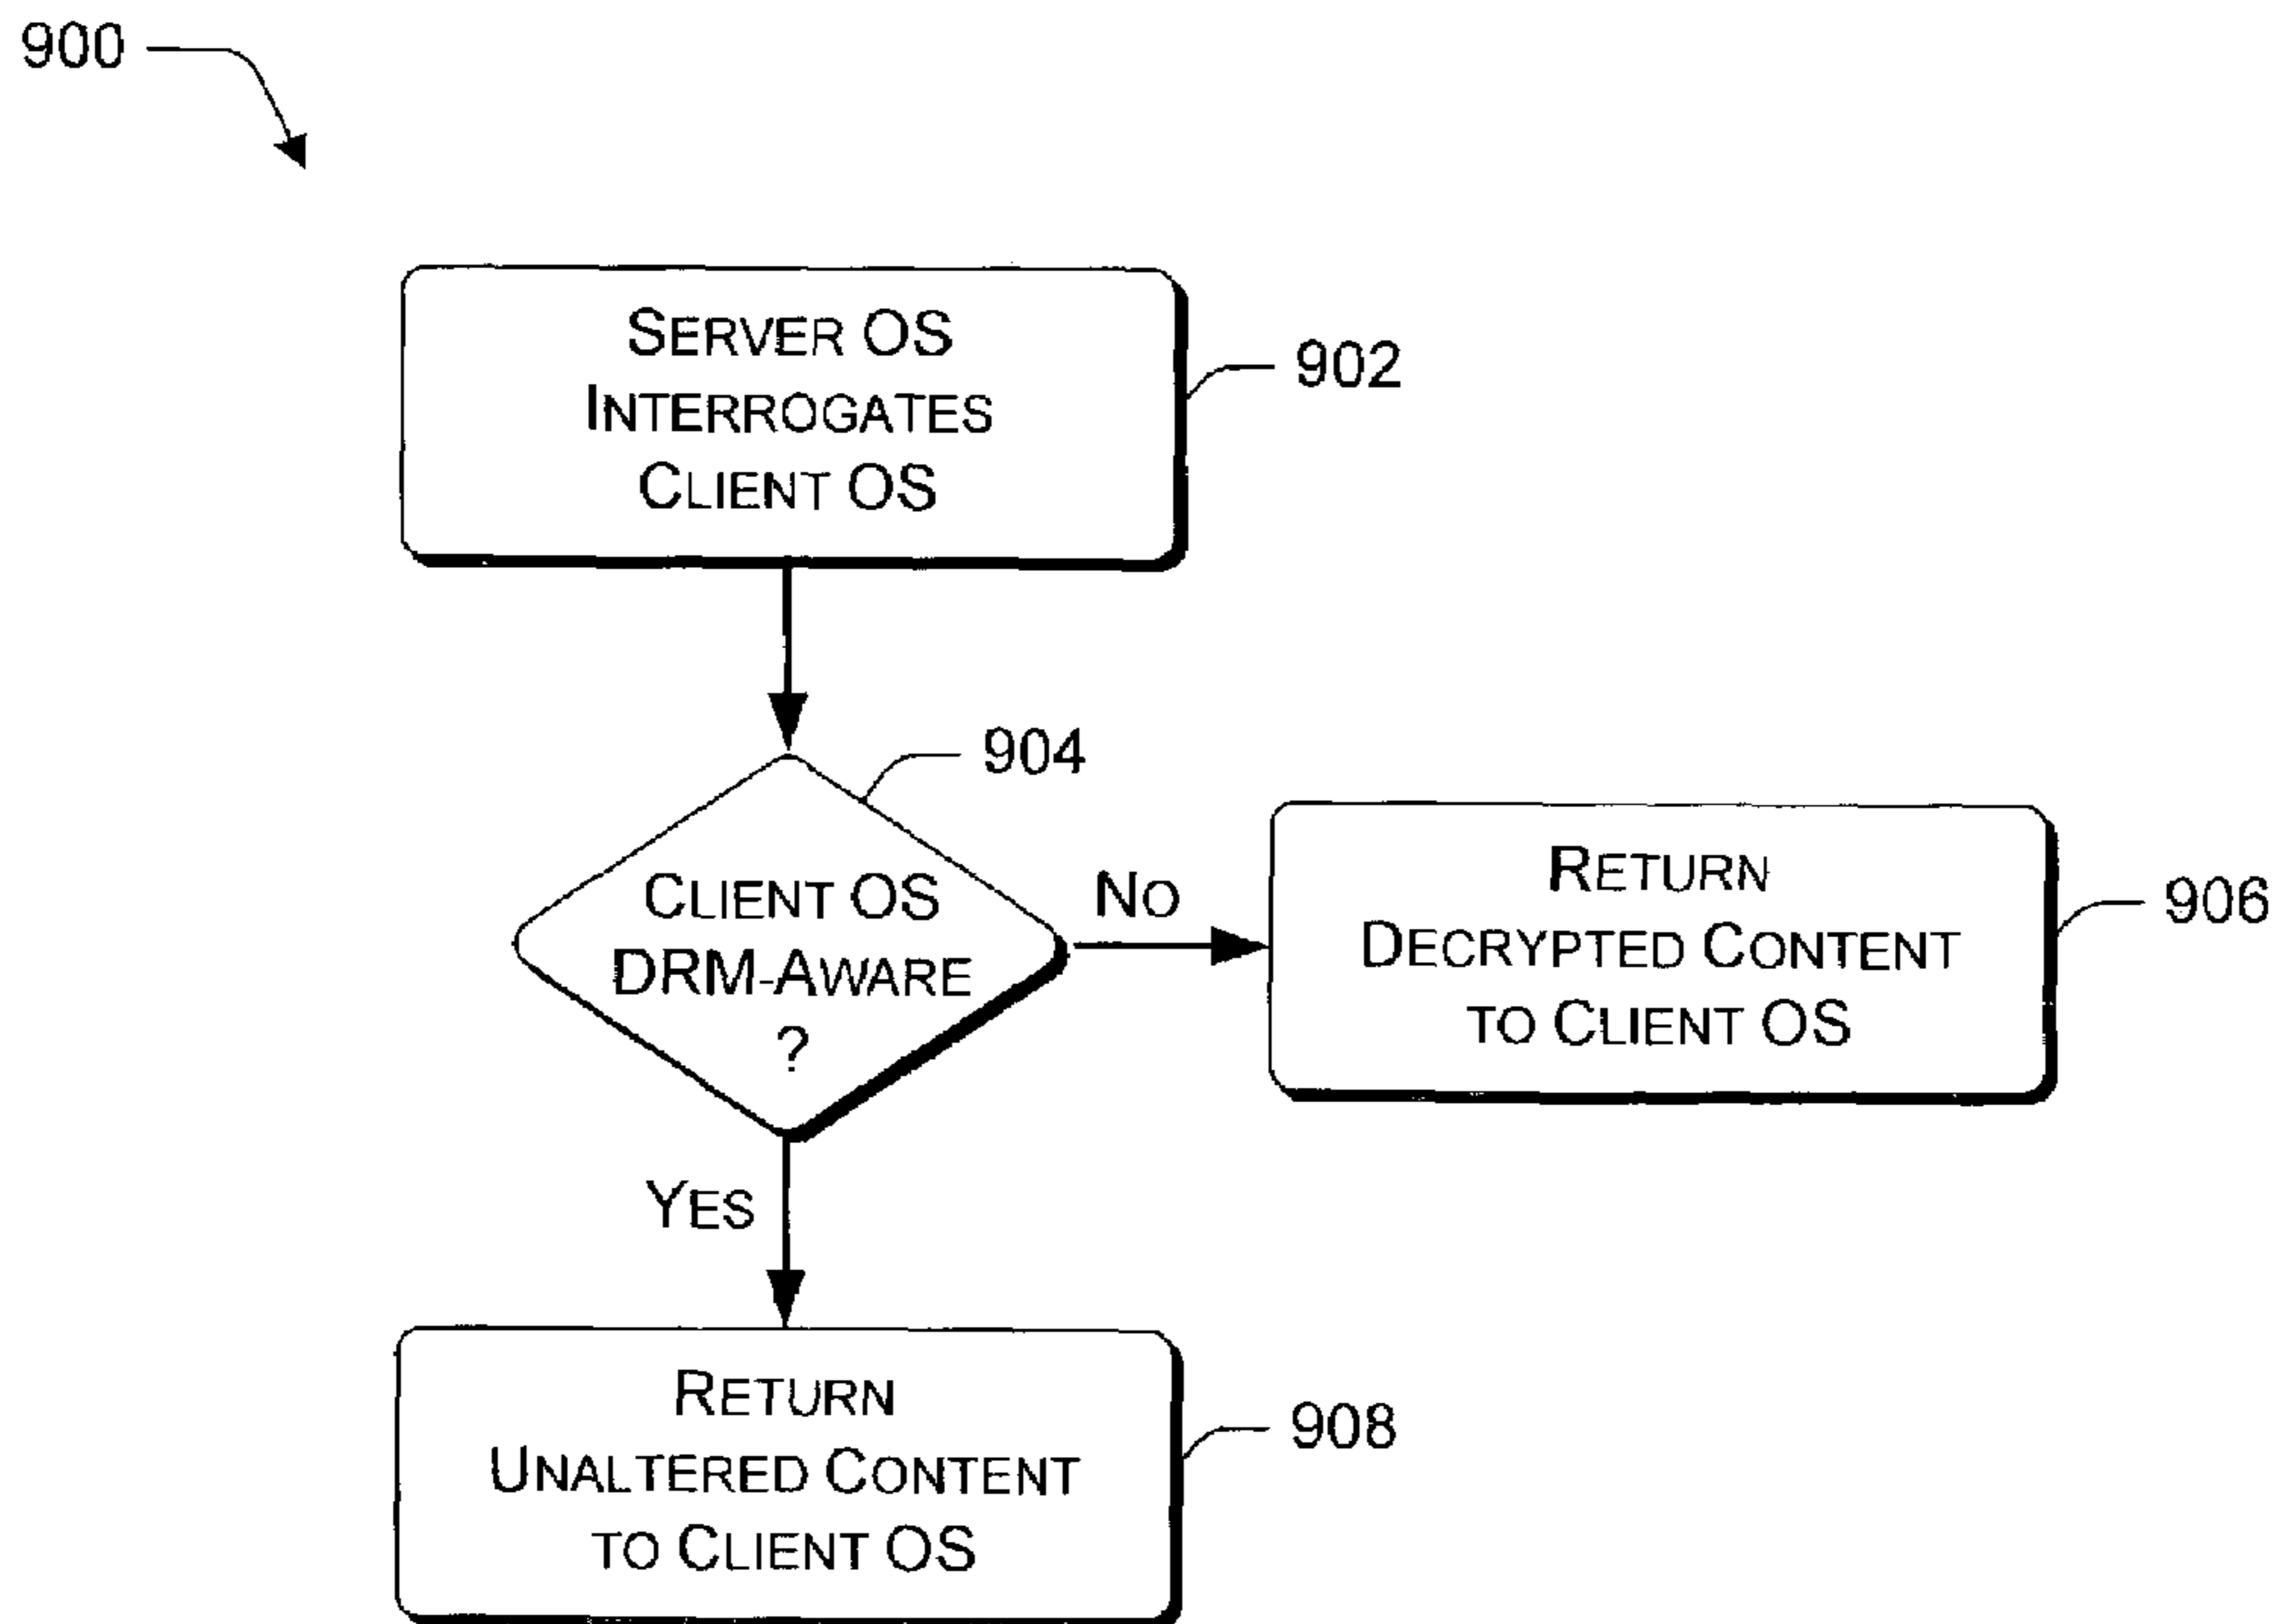 900
SERVER OS
INTERROGATES
CLIENT OS
902
904
CLIENT OS
DRM-AWARE
?
NO
RETURN
DECRYPTED CONTENT
TO CLIENT OS
906
YES
RETURN
UNALTERED CONTENT
TO CLIENT OS
908